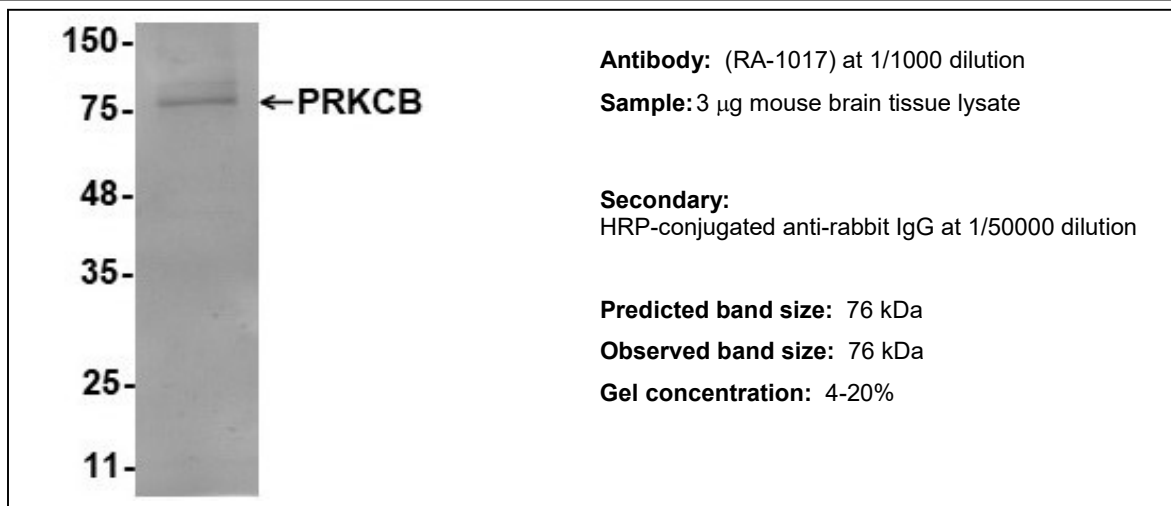 150-
75-
←PRKCB
48-
35-
25-
11-
Antibody: (RA-1017) at 1/1000 dilution
Sample: 3 μg mouse brain tissue lysate
Secondary:
HRP-conjugated anti-rabbit IgG at 1/50000 dilution
Predicted band size: 76 kDa
Observed band size: 76 kDa
Gel concentration: 4-20%